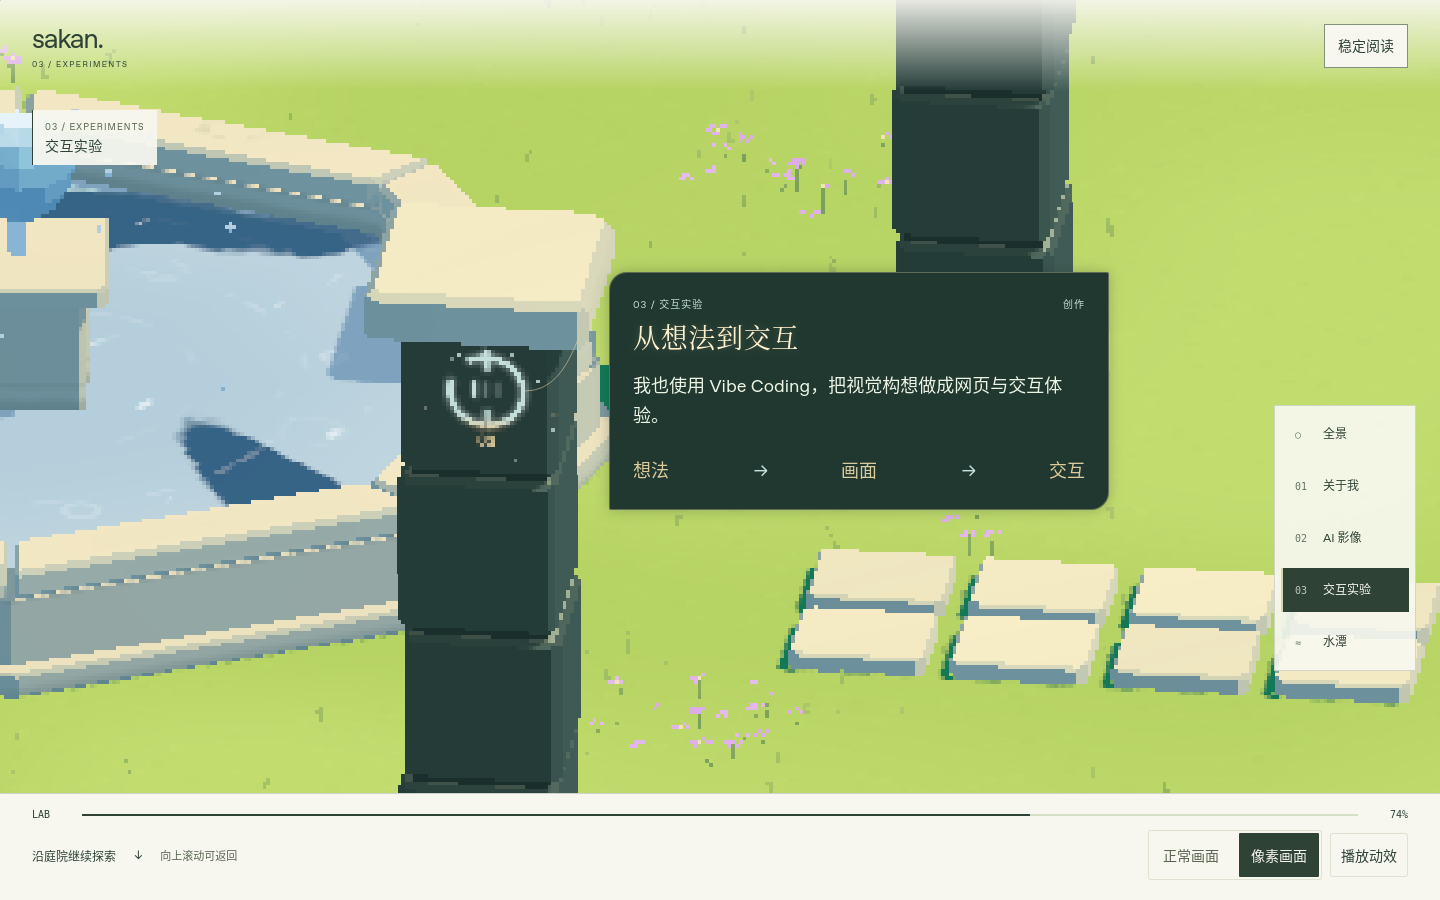 sakan.
03 / EXPERIMENTS
稳定阅读
03 / EXPERIMENTS
交互实验
03 / 交互实验
创作
从想法到交互
我也使用 Vibe Coding，把视觉构想做成网页与交互体
验。
想法 → 画面 → 交互
○ 全景
01 关于我
02 AI 影像
03 交互实验
≈ 水潭
LAB
74%
沿庭院继续探索 ↓ 向上滚动可返回
正常画面
像素画面
播放动效